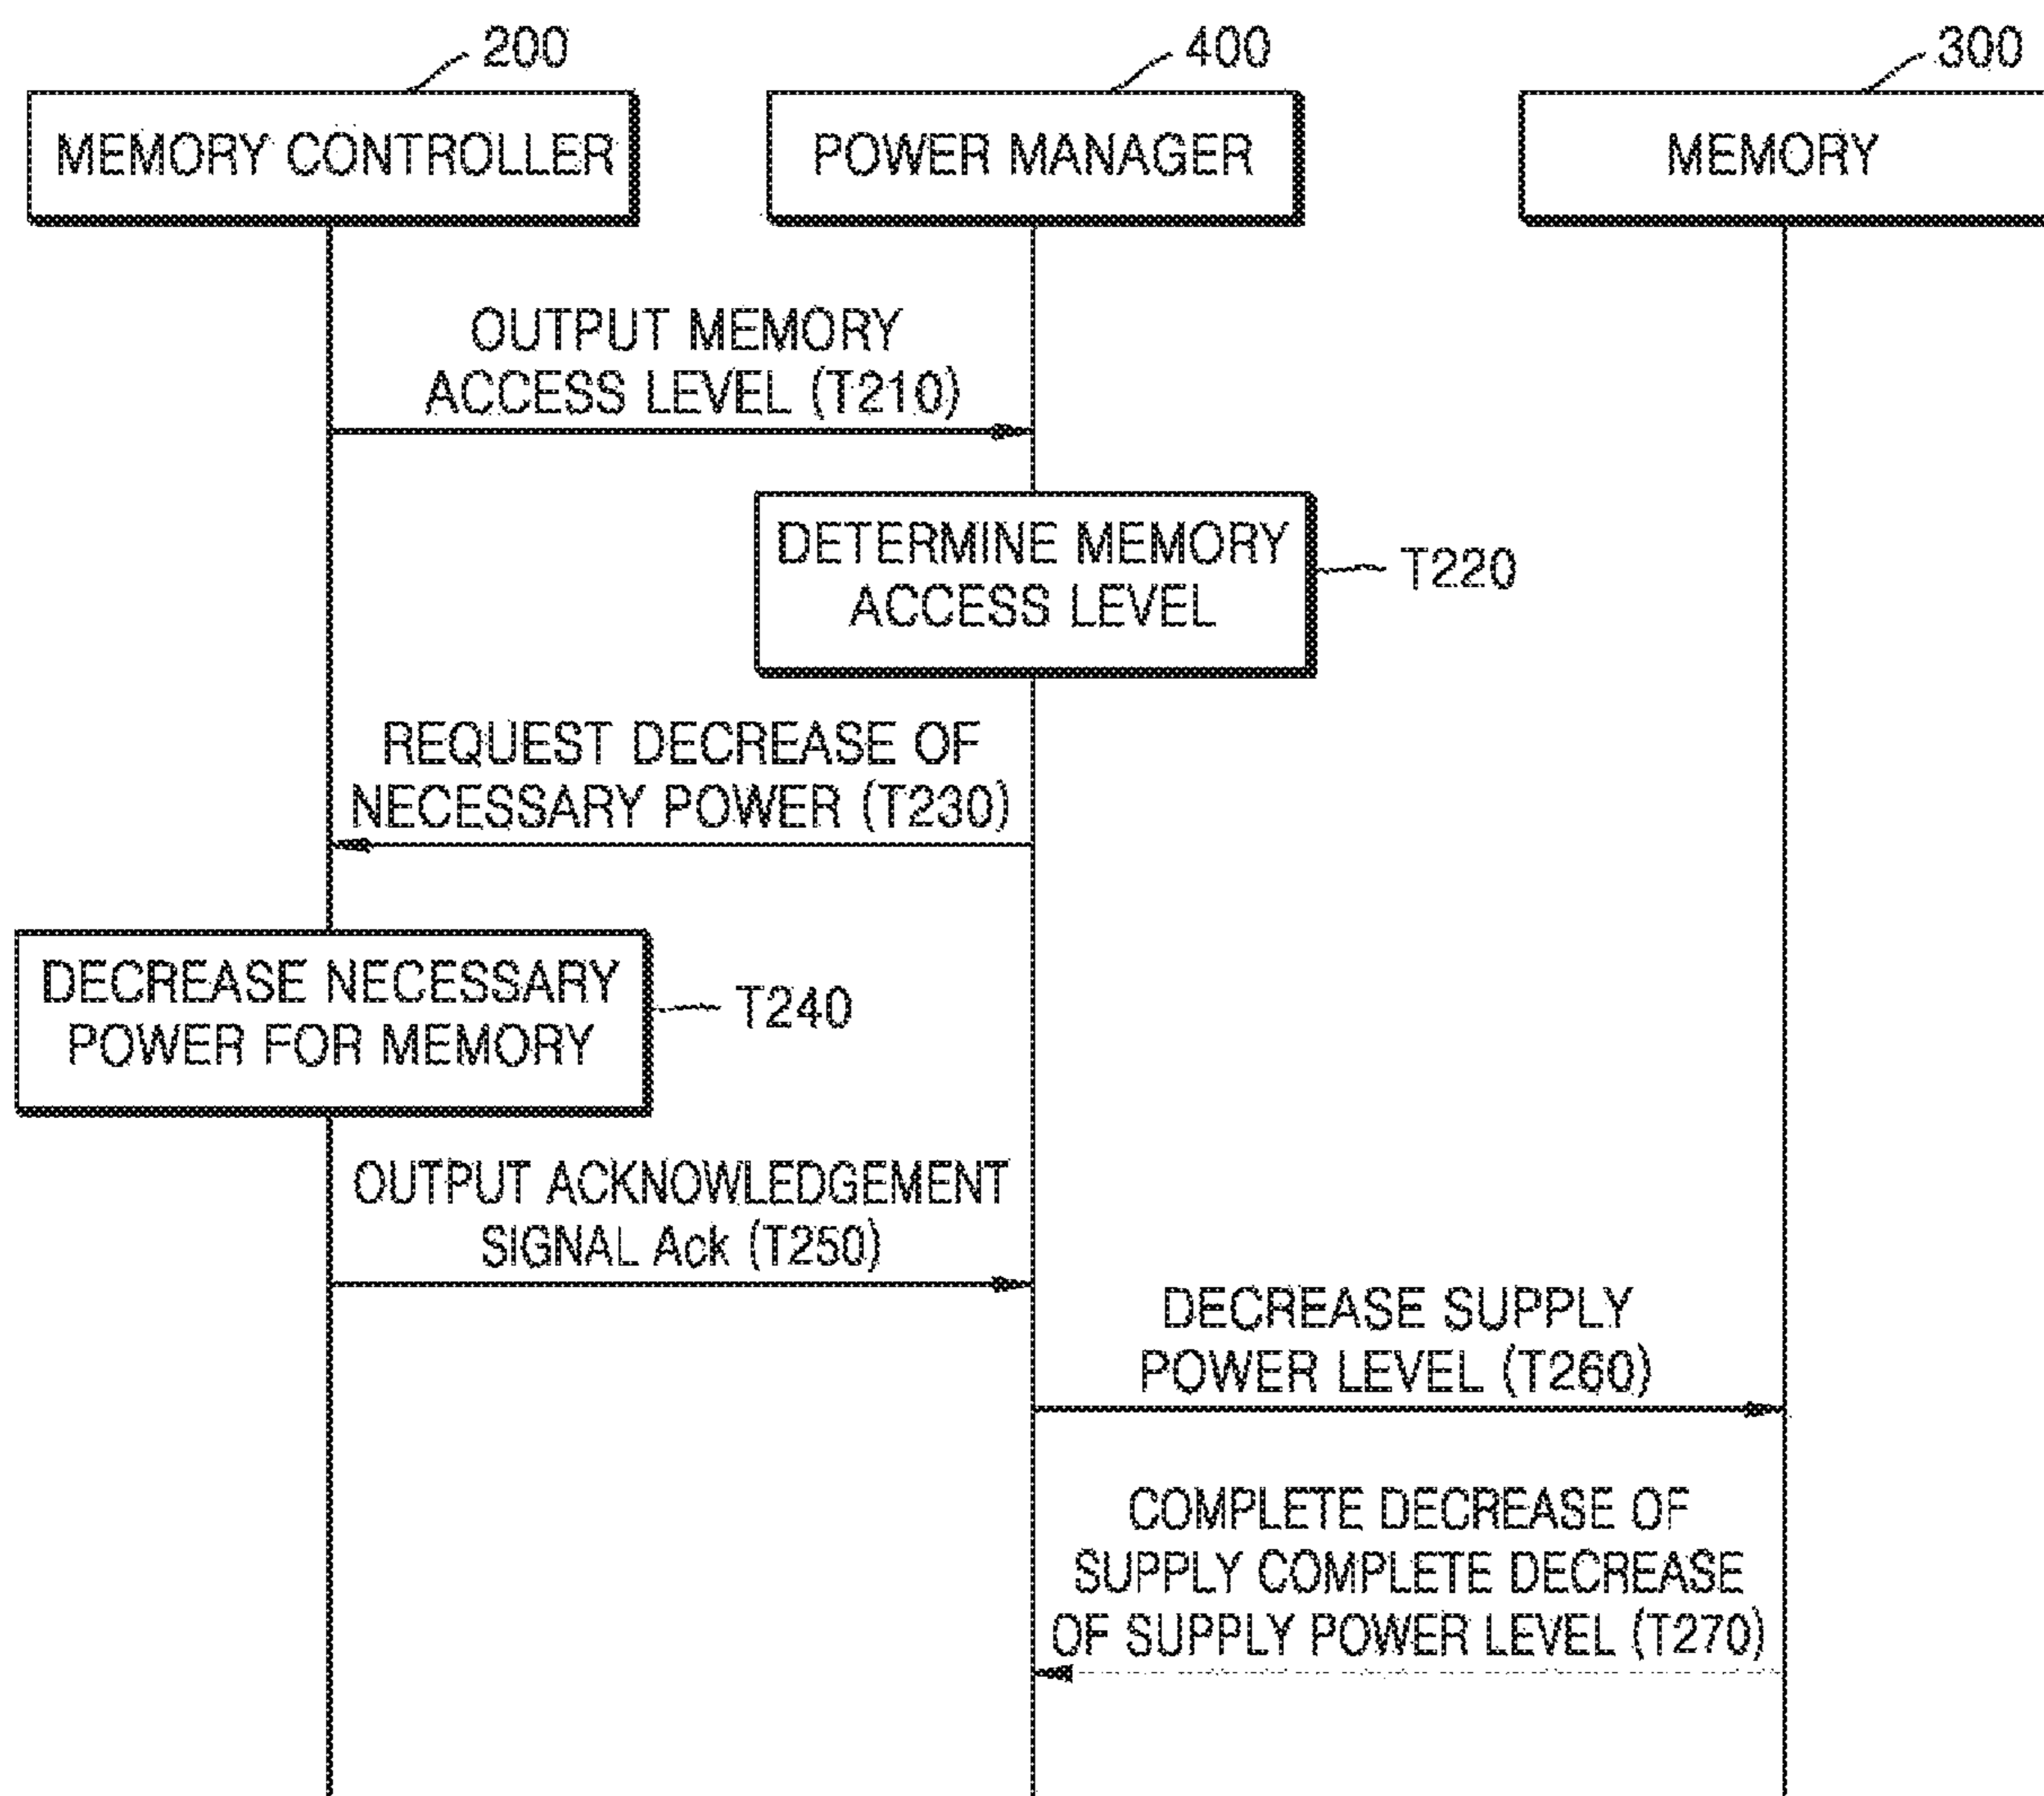 200
400
300
MEMORY CONTROLLER
POWER MANAGER
MEMORY
OUTPUT MEMORY
ACCESS LEVEL (T210)
DETERMINE MEMORY
ACCESS LEVEL
T220
REQUEST DECREASE OF
NECESSARY POWER (T230)
DECREASE NECESSARY
POWER FOR MEMORY
T240
OUTPUT ACKNOWLEDGEMENT
SIGNAL Ack (T250)
DECREASE SUPPLY
POWER LEVEL (T260)
COMPLETE DECREASE OF
SUPPLY COMPLETE DECREASE
OF SUPPLY POWER LEVEL (T270)